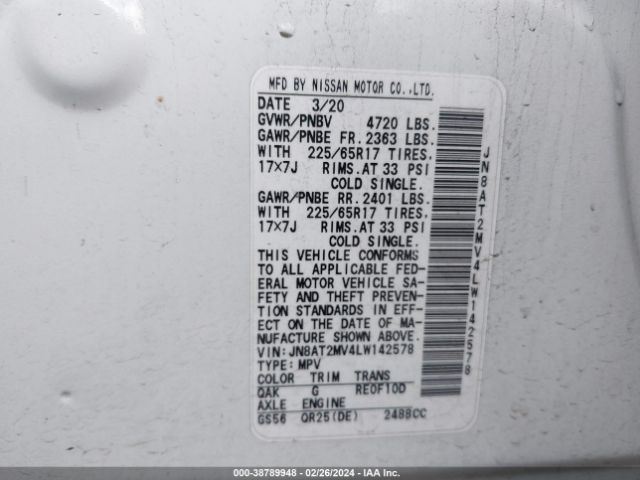 MFD BY NISSAN MOTOR CO.,LTD.
DATE 3/20
GVWR/PNBV 4720 LBS.
GAWR/PNBE FR. 2363 LBS.
WITH 225/65R17 TIRES.
17×7J RIMS.AT 33 PSI
COLD SINGLE.
GAWR/PNBE RR. 2401 LBS.
WITH 225/65R17 TIRES.
17×7J RIMS.AT 33 PSI
COLD SINGLE.
THIS VEHICLE CONFORMS
TO ALL APPLICABLE FED-
ERAL MOTOR VEHICLE SA-
FETY AND THEFT PREVEN-
TION STANDARDS IN EFF-
ECT ON THE DATE OF MA-
NUFACTURE SHOWN ABOVE.
VIN:JN8AT2MV4LW142578
TYPE:MPV
COLOR TRIM TRANS
QAK G RE0F10D
AXLE ENGINE
GS56 QR25(DE) 2488CC
JN8AT2MV4LW142578
000-38789948 - 02/26/2024 - IAA Inc.